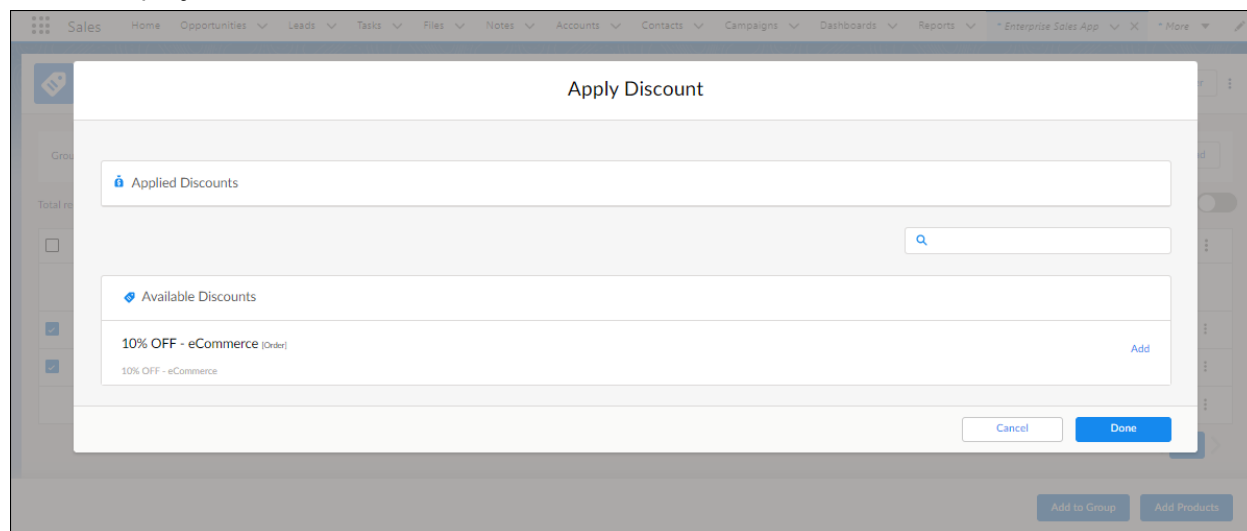 Sales Home Opportunities Leads Tasks Files Notes Accounts Contacts Campaigns Dashboards Reports * Enterprise Sales App * More
Apply Discount
Applied Discounts
Total
Available Discounts
10% OFF - eCommerce [Order]
Add
10% OFF - eCommerce
Cancel Done
Add to Group Add Products